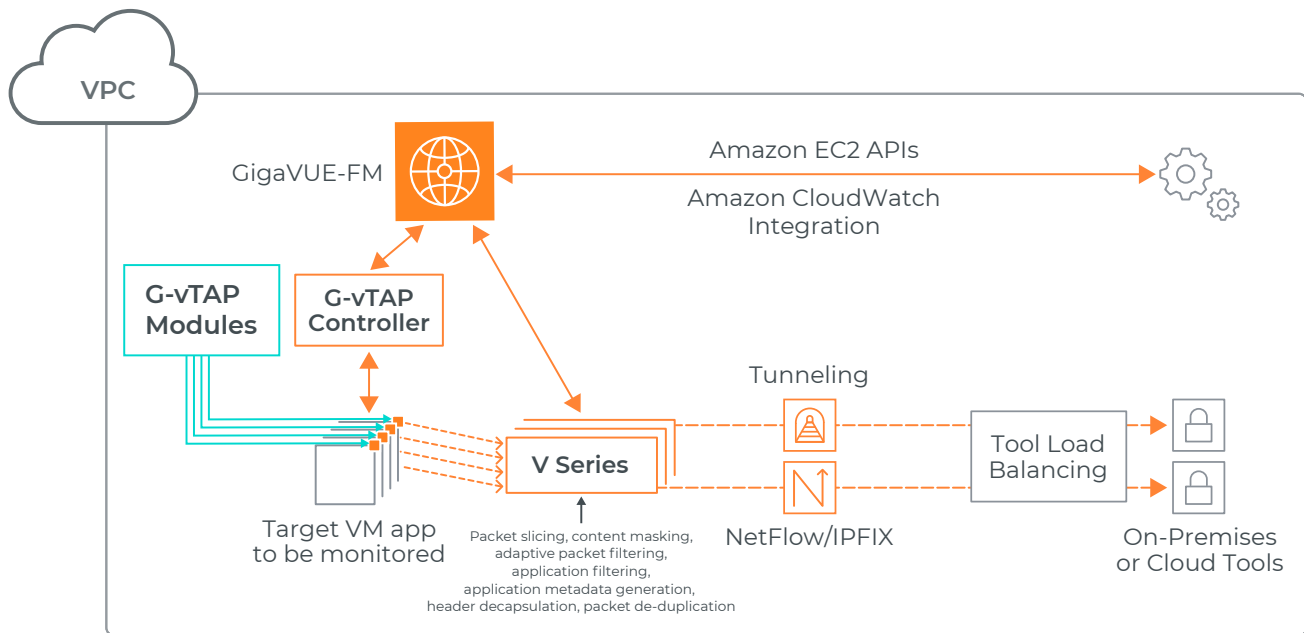 VPC
GigaVUE-FM
Amazon EC2 APIs
Amazon CloudWatch
Integration
G-vTAP
Modules
G-vTAP
Controller
Tunneling
V Series
Tool Load
Balancing
Target VM app
to be monitored
NetFlow/IPFIX
On-Premises
or Cloud Tools
Packet slicing, content masking,
adaptive packet filtering,
application filtering,
application metadata generation,
header decapsulation, packet de-duplication